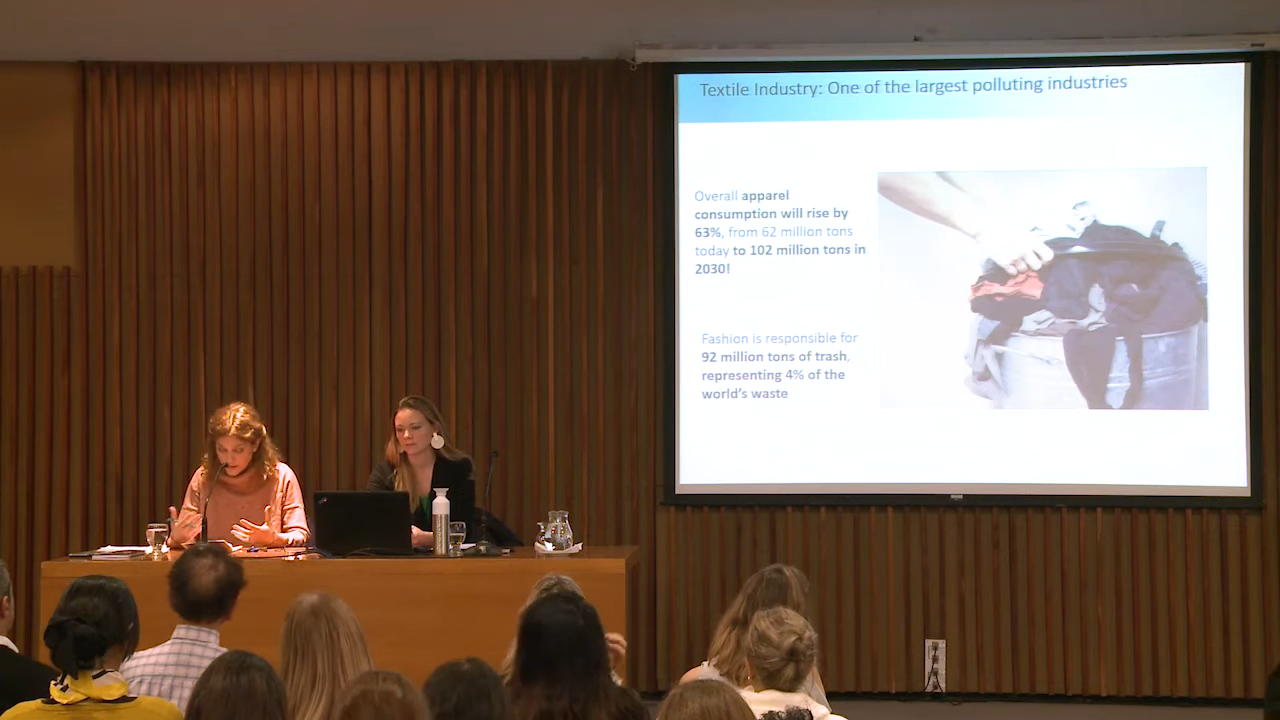 Textile Industry: One of the largest polluting industries
Overall apparel
consumption will rise by
63%, from 62 million tons
today to 102 million tons in
2030!
Fashion is responsible for
92 million tons of trash,
representing 4% of the
world's waste